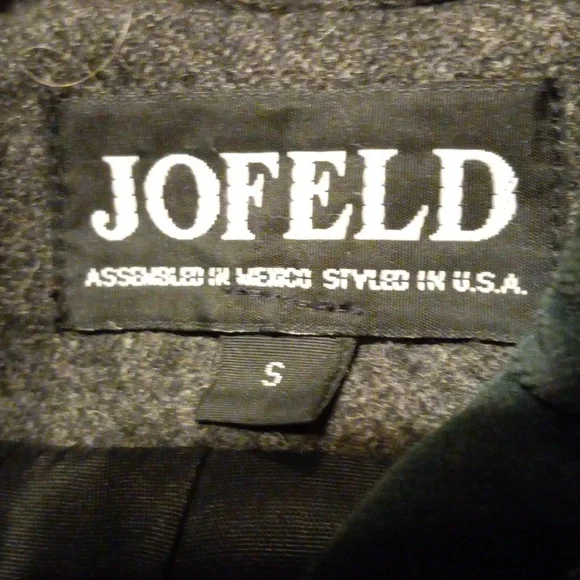 JOFELD
ASSEMBLED IN MEXICO STYLED IN U.S.A.
S